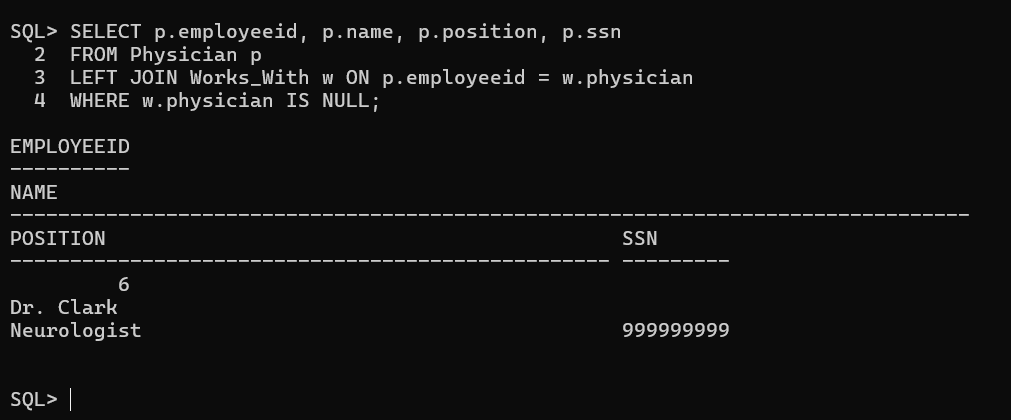 SQL> SELECT p.employeeid, p.name, p.position, p.ssn
  2  FROM Physician p
  3  LEFT JOIN Works_With w ON p.employeeid = w.physician
  4  WHERE w.physician IS NULL;

EMPLOYEEID
----------
NAME
--------------------------------------------------------------------------------
POSITION                                           SSN
-------------------------------------------------- ---------
         6
Dr. Clark
Neurologist                                        999999999

SQL>